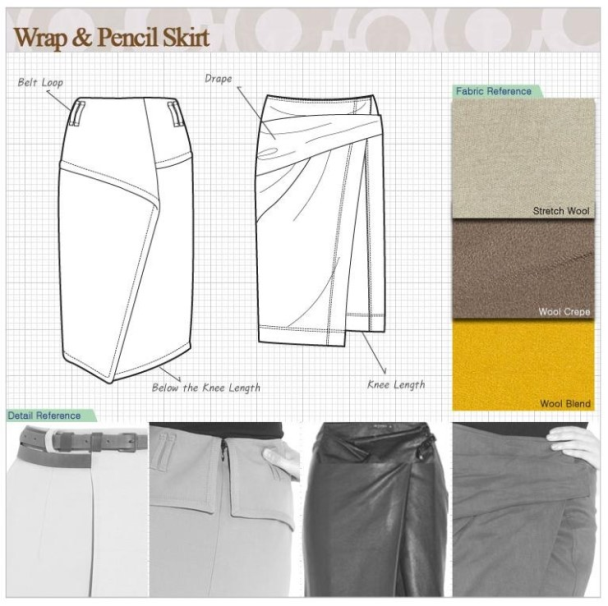 Wrap & Pencil Skirt
Belt Loop
Drape
Fabric Reference
Stretch Wool
Wool Crepe
Wool Blend
Below the Knee Length
Knee Length
Detail Reference